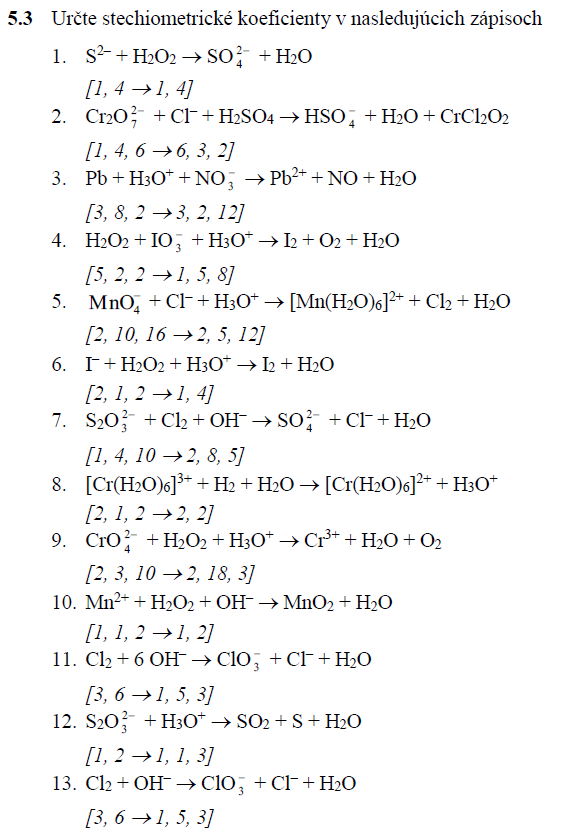 5.3 Určte stechiometrické koeficienty v nasledujúcich zápisoch
1. S²⁻ + H₂O₂ → SO₄²⁻ + H₂O
[1, 4 → 1, 4]
2. Cr₂O₇²⁻ + Cl⁻ + H₂SO4 → HSO₄⁻ + H₂O + CrCl₂O₂
[1, 4, 6 → 6, 3, 2]
3. Pb + H₃O⁺ + NO₃⁻ → Pb²⁺ + NO + H₂O
[3, 8, 2 → 3, 2, 12]
4. H₂O₂ + IO₃⁻ + H₃O⁺ → I₂ + O₂ + H₂O
[5, 2, 2 → 1, 5, 8]
5. MnO₄⁻ + Cl⁻ + H₃O⁺ → [Mn(H₂O)₆]²⁺ + Cl₂ + H₂O
[2, 10, 16 → 2, 5, 12]
6. I⁻ + H₂O₂ + H₃O⁺ → I₂ + H₂O
[2, 1, 2 → 1, 4]
7. S₂O₃²⁻ + Cl₂ + OH⁻ → SO₄²⁻ + Cl⁻ + H₂O
[1, 4, 10 → 2, 8, 5]
8. [Cr(H₂O)₆]³⁺ + H₂ + H₂O → [Cr(H₂O)₆]²⁺ + H₃O⁺
[2, 1, 2 → 2, 2]
9. CrO₄²⁻ + H₂O₂ + H₃O⁺ → Cr³⁺ + H₂O + O₂
[2, 3, 10 → 2, 18, 3]
10. Mn²⁺ + H₂O₂ + OH⁻ → MnO₂ + H₂O
[1, 1, 2 → 1, 2]
11. Cl₂ + 6 OH⁻ → ClO₃⁻ + Cl⁻ + H₂O
[3, 6 → 1, 5, 3]
12. S₂O₃²⁻ + H₃O⁺ → SO₂ + S + H₂O
[1, 2 → 1, 1, 3]
13. Cl₂ + OH⁻ → ClO₃⁻ + Cl⁻ + H₂O
[3, 6 → 1, 5, 3]